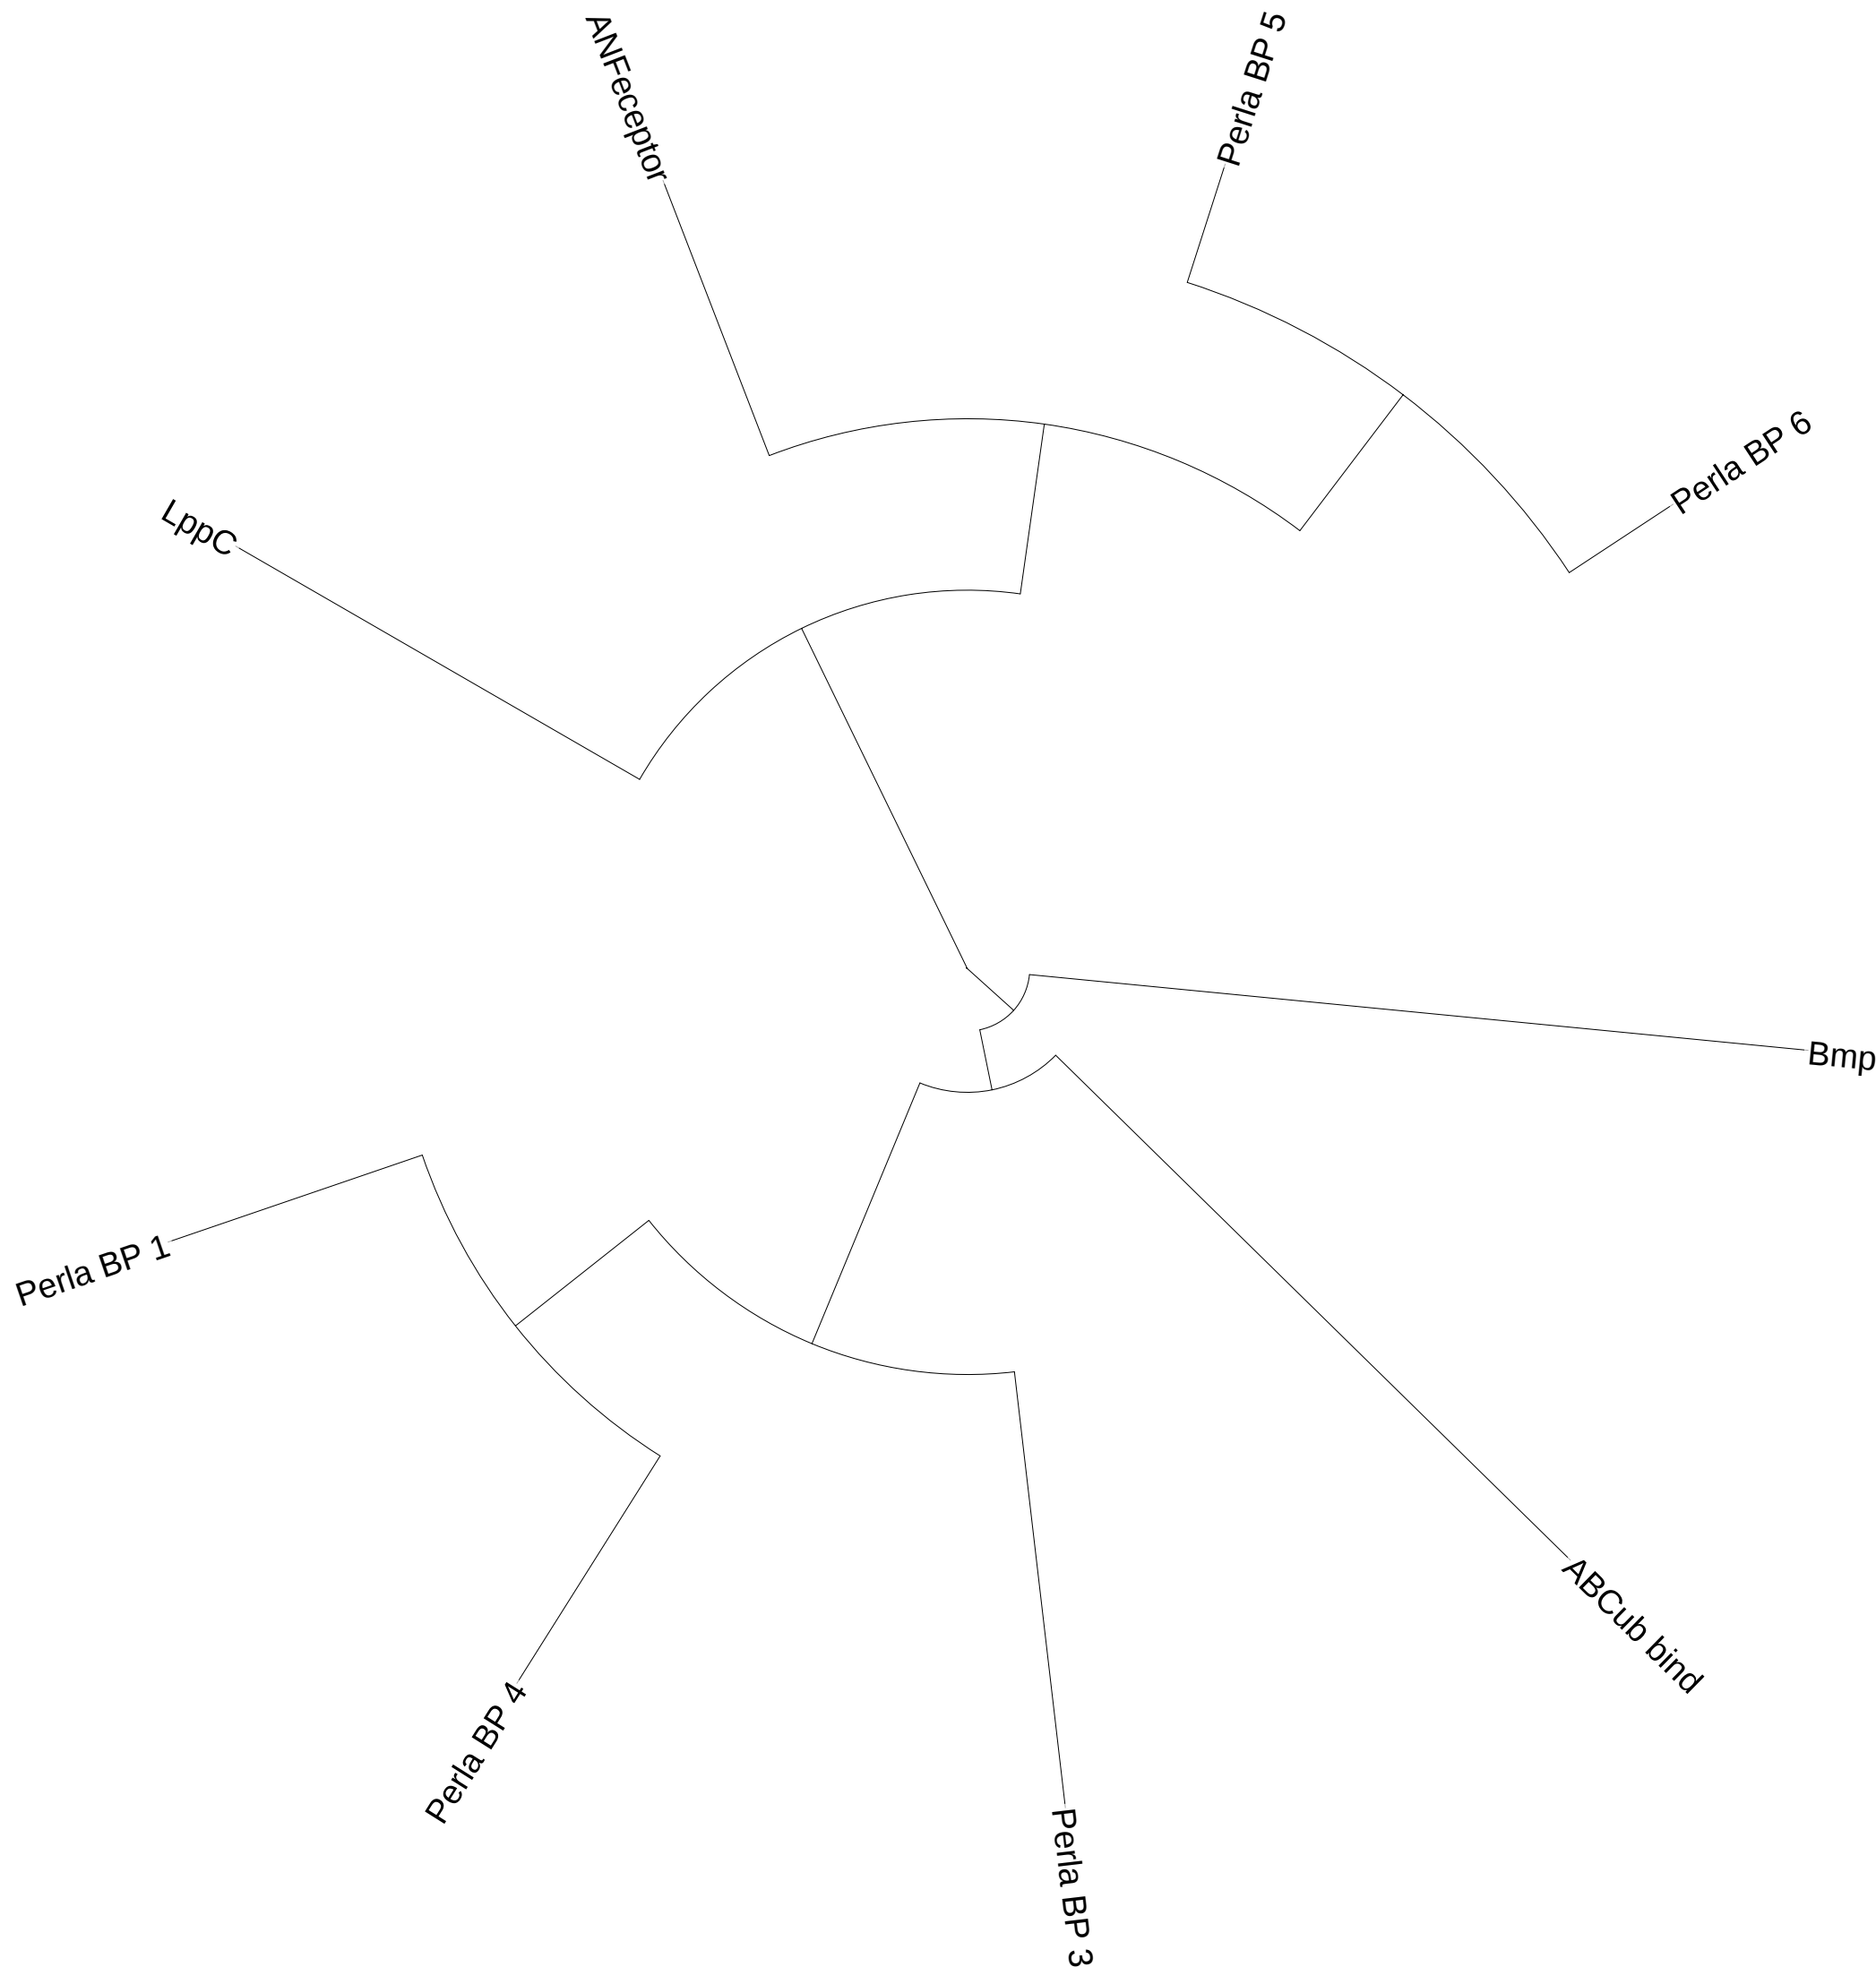 ANFeceptor
Perla BP 5
Perla BP 6
LppC
Bmp
Perla BP 1
ABCub bind
Perla BP 4
Perla BP 3